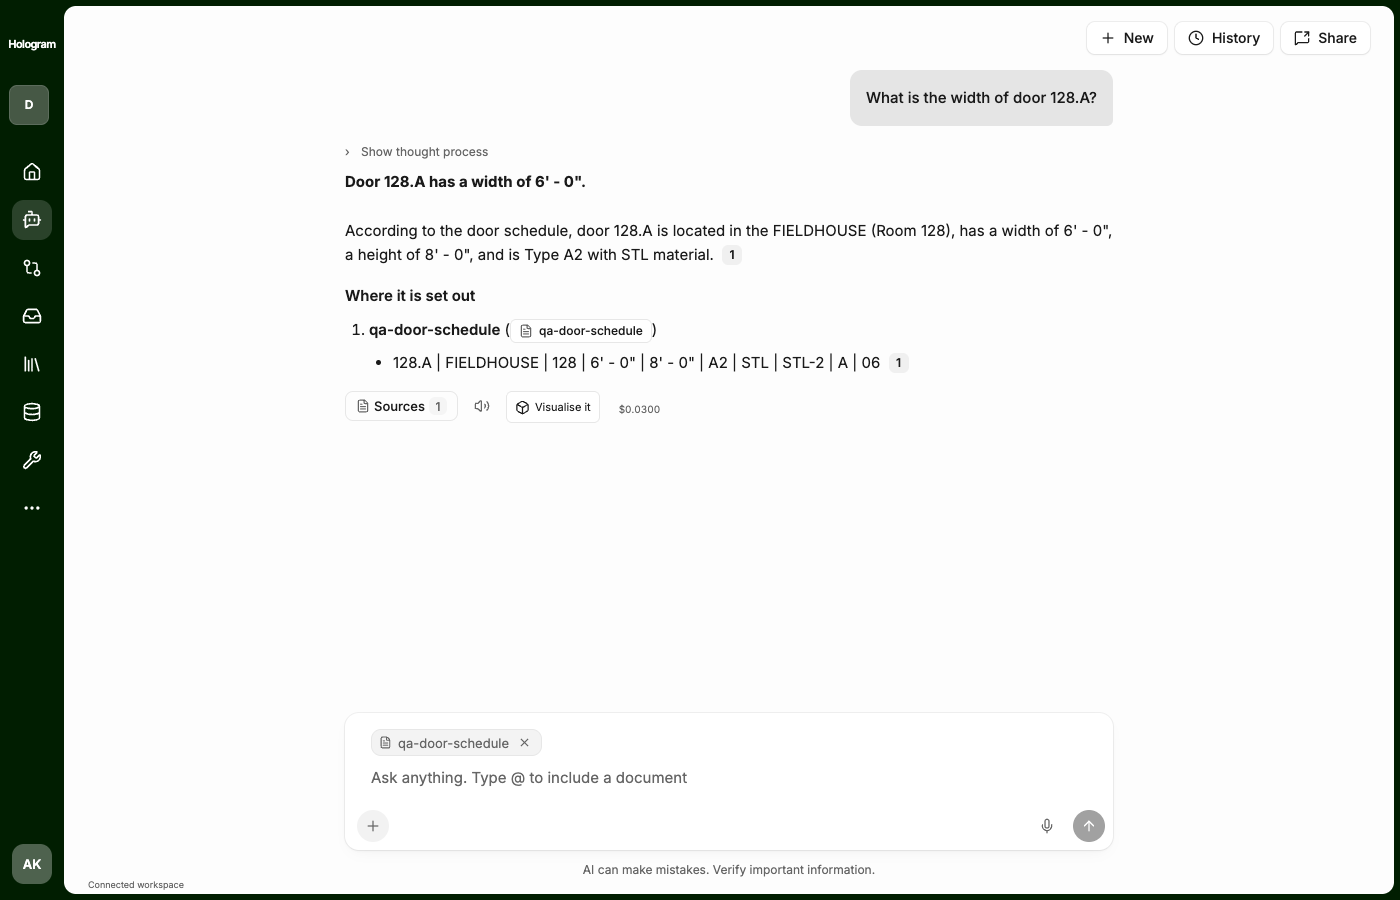 Hologram
New
History
Share
D
What is the width of door 128.A?
Show thought process
Door 128.A has a width of 6' - 0".
According to the door schedule, door 128.A is located in the FIELDHOUSE (Room 128), has a width of 6' - 0",
a height of 8' - 0", and is Type A2 with STL material. 1
Where it is set out
1. qa-door-schedule ( qa-door-schedule )
• 128.A | FIELDHOUSE | 128 | 6' - 0" | 8' - 0" | A2 | STL | STL-2 | A | 06 1
Sources 1 Visualise it $0.0300
qa-door-schedule
Ask anything. Type @ to include a document
AK
AI can make mistakes. Verify important information.
Connected workspace